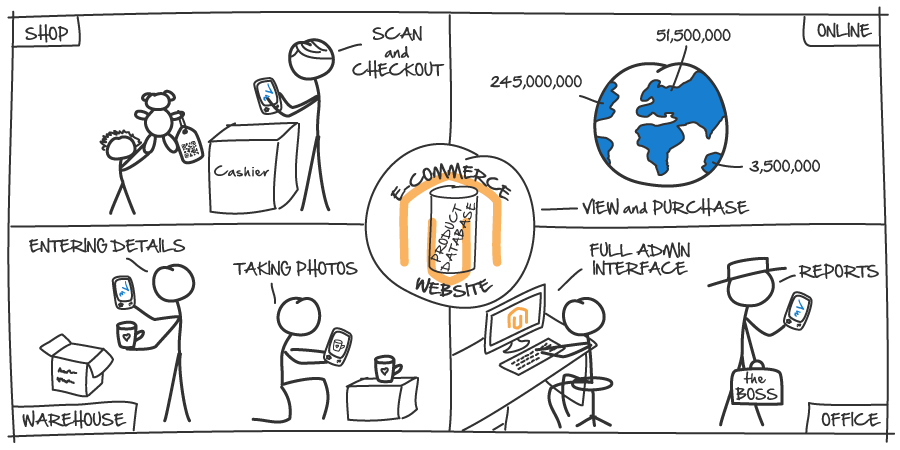 SHOP
SCAN
and
CHECKOUT
Cashier
ONLINE
51,500,000
245,000,000
3,500,000
VIEW and PURCHASE
E-COMMERCE
PRODUCT
DATABASE
WEBSITE
ENTERING DETAILS
TAKING PHOTOS
WAREHOUSE
FULL ADMIN
INTERFACE
REPORTS
the
BOSS
OFFICE